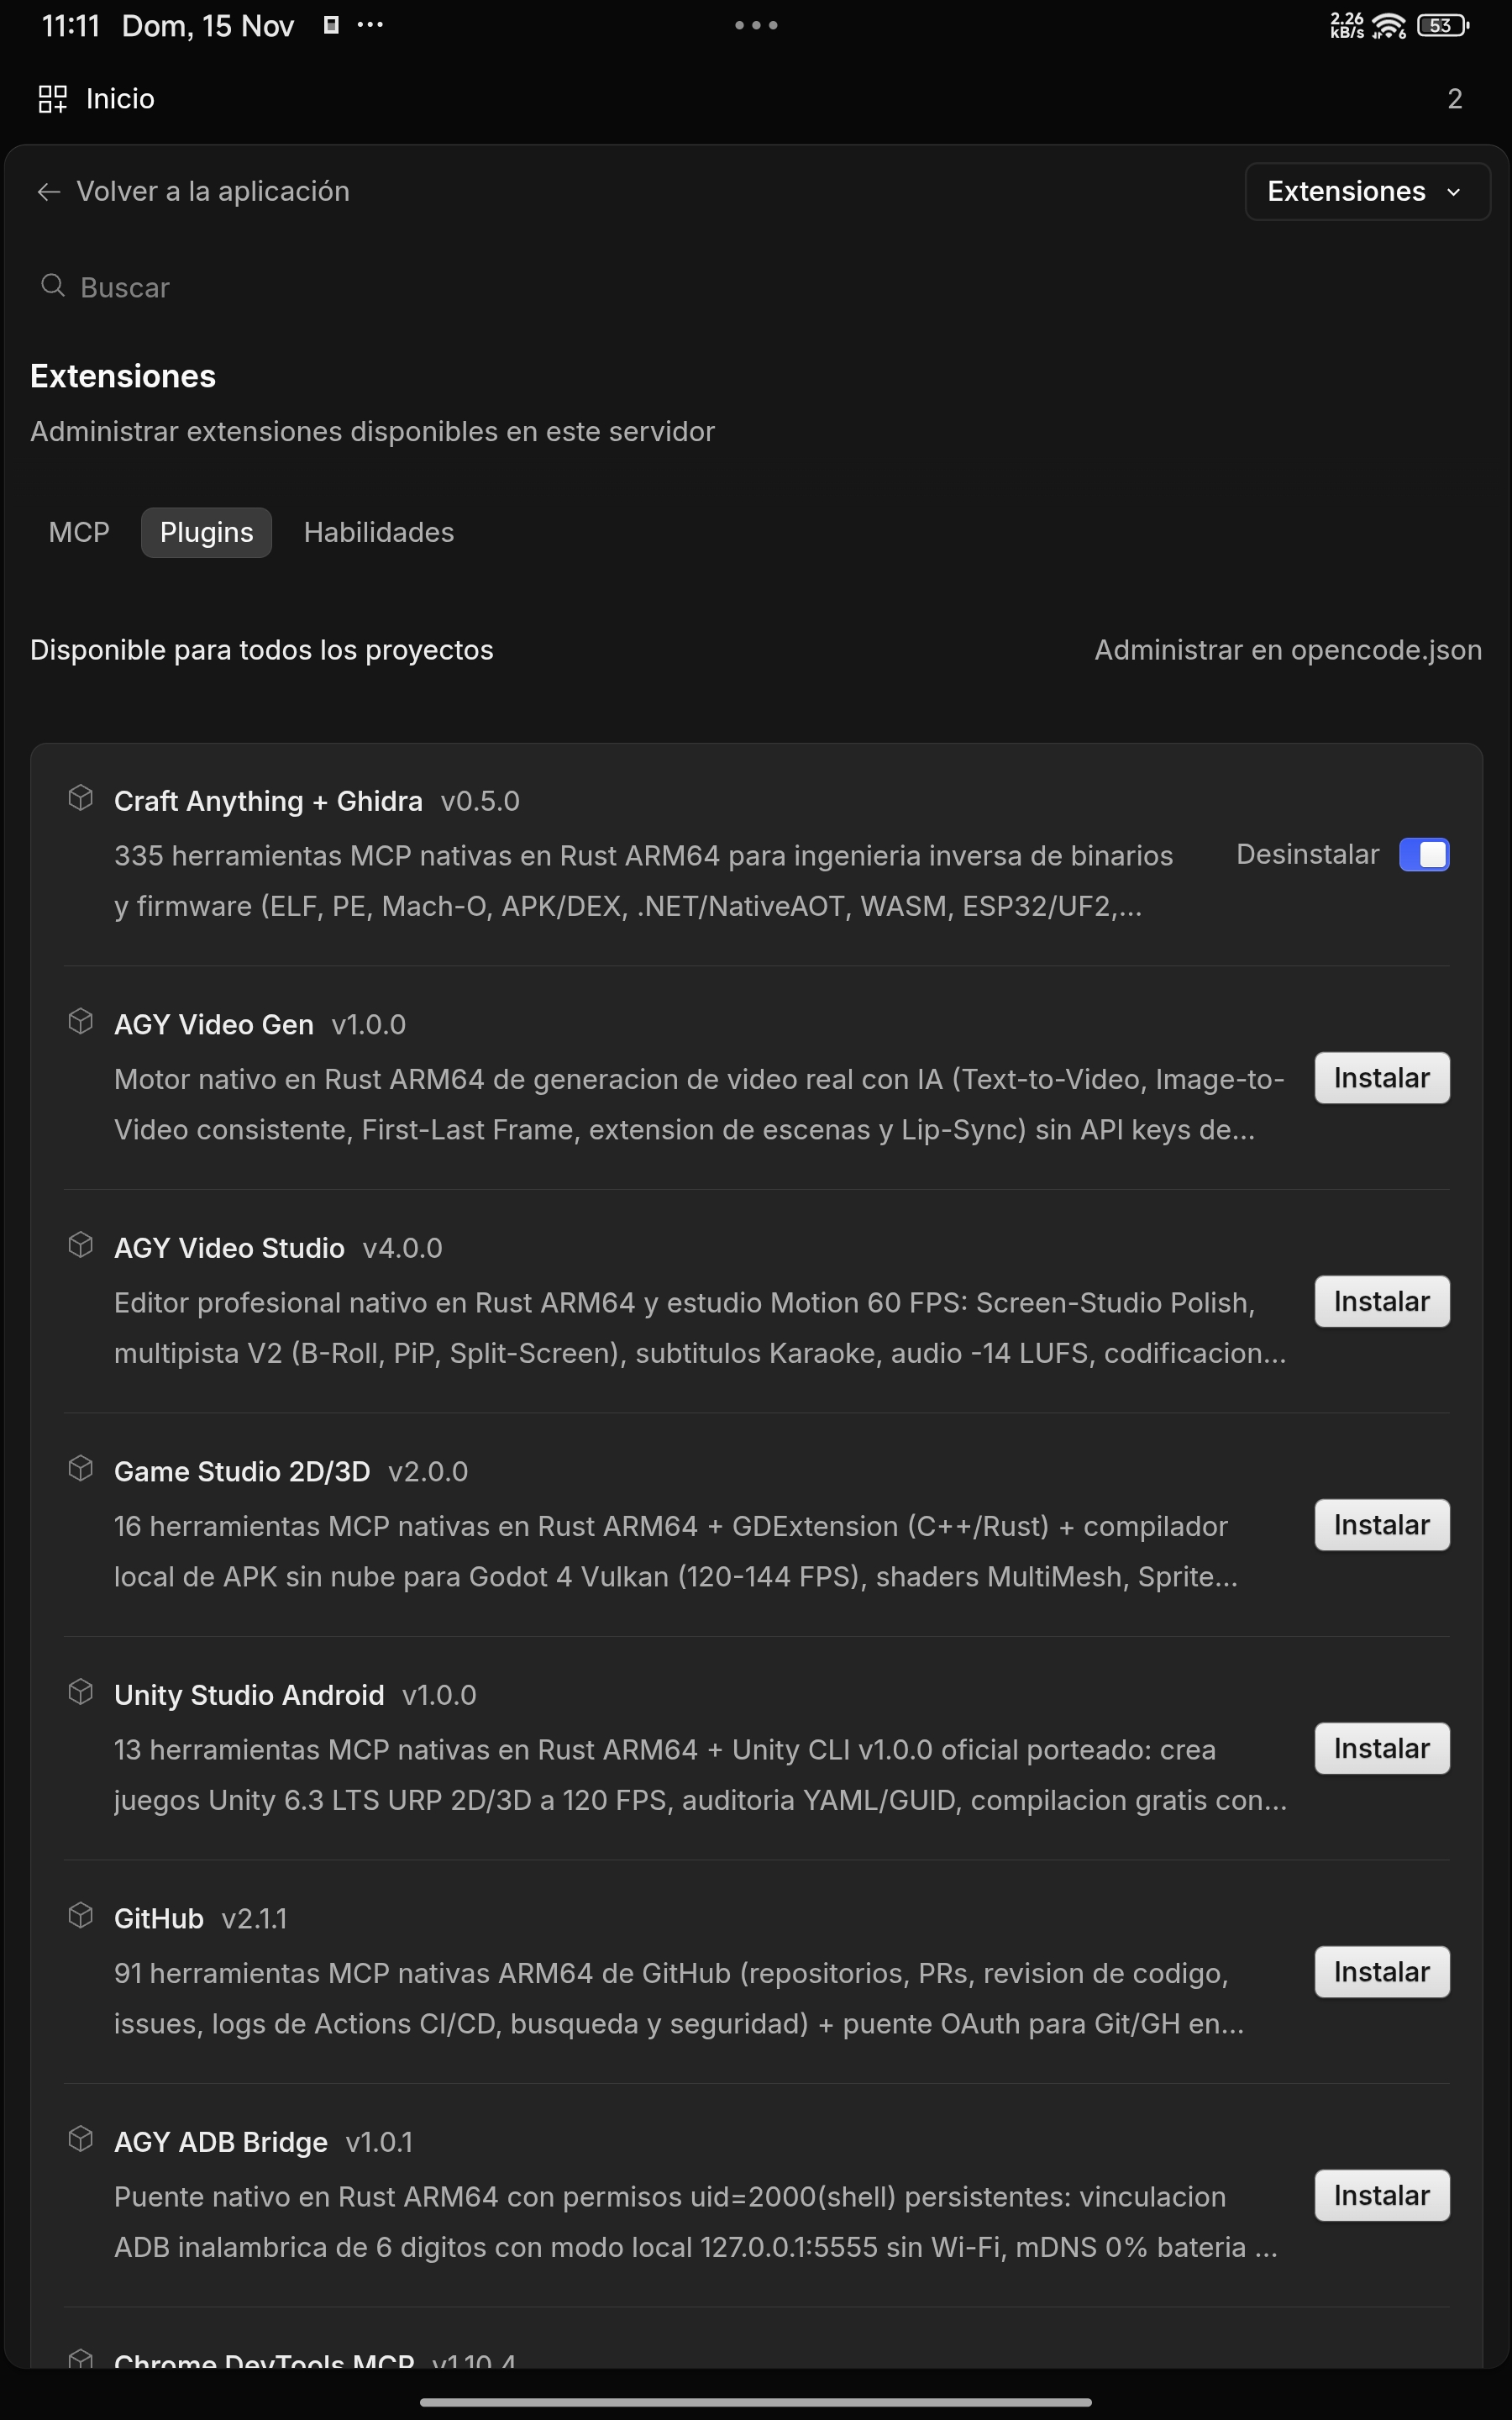 11:11 Dom, 15 Nov
2.26 kB/s 6 53
Inicio 2
Volver a la aplicación Extensiones
Buscar
Extensiones
Administrar extensiones disponibles en este servidor
MCP Plugins Habilidades
Disponible para todos los proyectos Administrar en opencode.json
Craft Anything + Ghidra v0.5.0
335 herramientas MCP nativas en Rust ARM64 para ingenieria inversa de binarios
y firmware (ELF, PE, Mach-O, APK/DEX, .NET/NativeAOT, WASM, ESP32/UF2,...
Desinstalar
AGY Video Gen v1.0.0
Motor nativo en Rust ARM64 de generacion de video real con IA (Text-to-Video, Image-to-
Video consistente, First-Last Frame, extension de escenas y Lip-Sync) sin API keys de...
Instalar
AGY Video Studio v4.0.0
Editor profesional nativo en Rust ARM64 y estudio Motion 60 FPS: Screen-Studio Polish,
multipista V2 (B-Roll, PiP, Split-Screen), subtitulos Karaoke, audio -14 LUFS, codificacion...
Instalar
Game Studio 2D/3D v2.0.0
16 herramientas MCP nativas en Rust ARM64 + GDExtension (C++/Rust) + compilador
local de APK sin nube para Godot 4 Vulkan (120-144 FPS), shaders MultiMesh, Sprite...
Instalar
Unity Studio Android v1.0.0
13 herramientas MCP nativas en Rust ARM64 + Unity CLI v1.0.0 oficial porteado: crea
juegos Unity 6.3 LTS URP 2D/3D a 120 FPS, auditoria YAML/GUID, compilacion gratis con...
Instalar
GitHub v2.1.1
91 herramientas MCP nativas ARM64 de GitHub (repositorios, PRs, revision de codigo,
issues, logs de Actions CI/CD, busqueda y seguridad) + puente OAuth para Git/GH en...
Instalar
AGY ADB Bridge v1.0.1
Puente nativo en Rust ARM64 con permisos uid=2000(shell) persistentes: vinculacion
ADB inalambrica de 6 digitos con modo local 127.0.0.1:5555 sin Wi-Fi, mDNS 0% bateria ...
Instalar
Chrome DevTools MCP v1.10.4